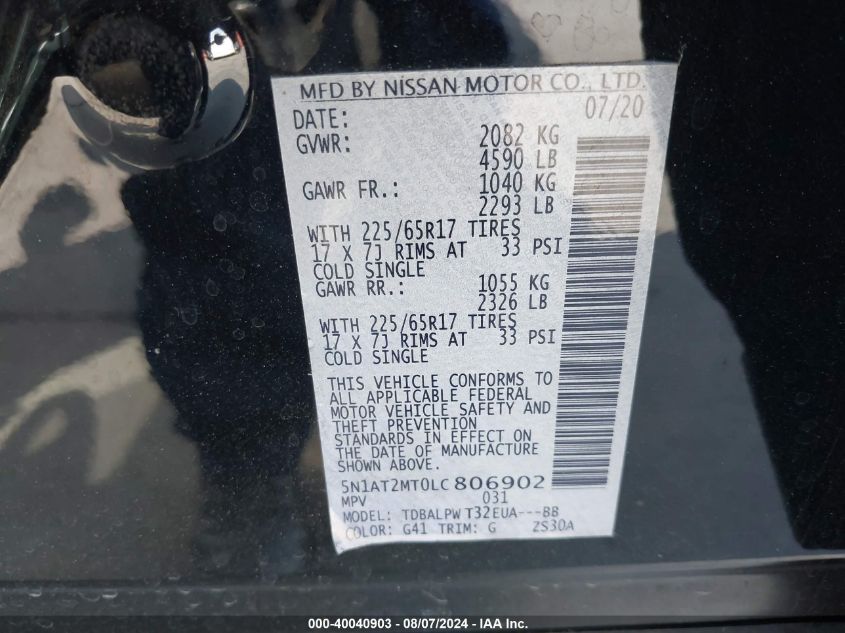 MFD BY NISSAN MOTOR CO., LTD.
DATE: 07/20
GVWR: 2082 KG
4590 LB
GAWR FR.: 1040 KG
2293 LB
WITH 225/65R17 TIRES
17 X 7J RIMS AT 33 PSI
COLD SINGLE
GAWR RR.: 1055 KG
2326 LB
WITH 225/65R17 TIRES
17 X 7J RIMS AT 33 PSI
COLD SINGLE
THIS VEHICLE CONFORMS TO
ALL APPLICABLE FEDERAL
MOTOR VEHICLE SAFETY AND
THEFT PREVENTION
STANDARDS IN EFFECT ON
THE DATE OF MANUFACTURE
SHOWN ABOVE.
5N1AT2MT0LC806902
MPV 031
MODEL: TDBALPW T32EUA---BB
COLOR: G41 TRIM: G ZS30A
000-40040903 - 08/07/2024 - IAA Inc.